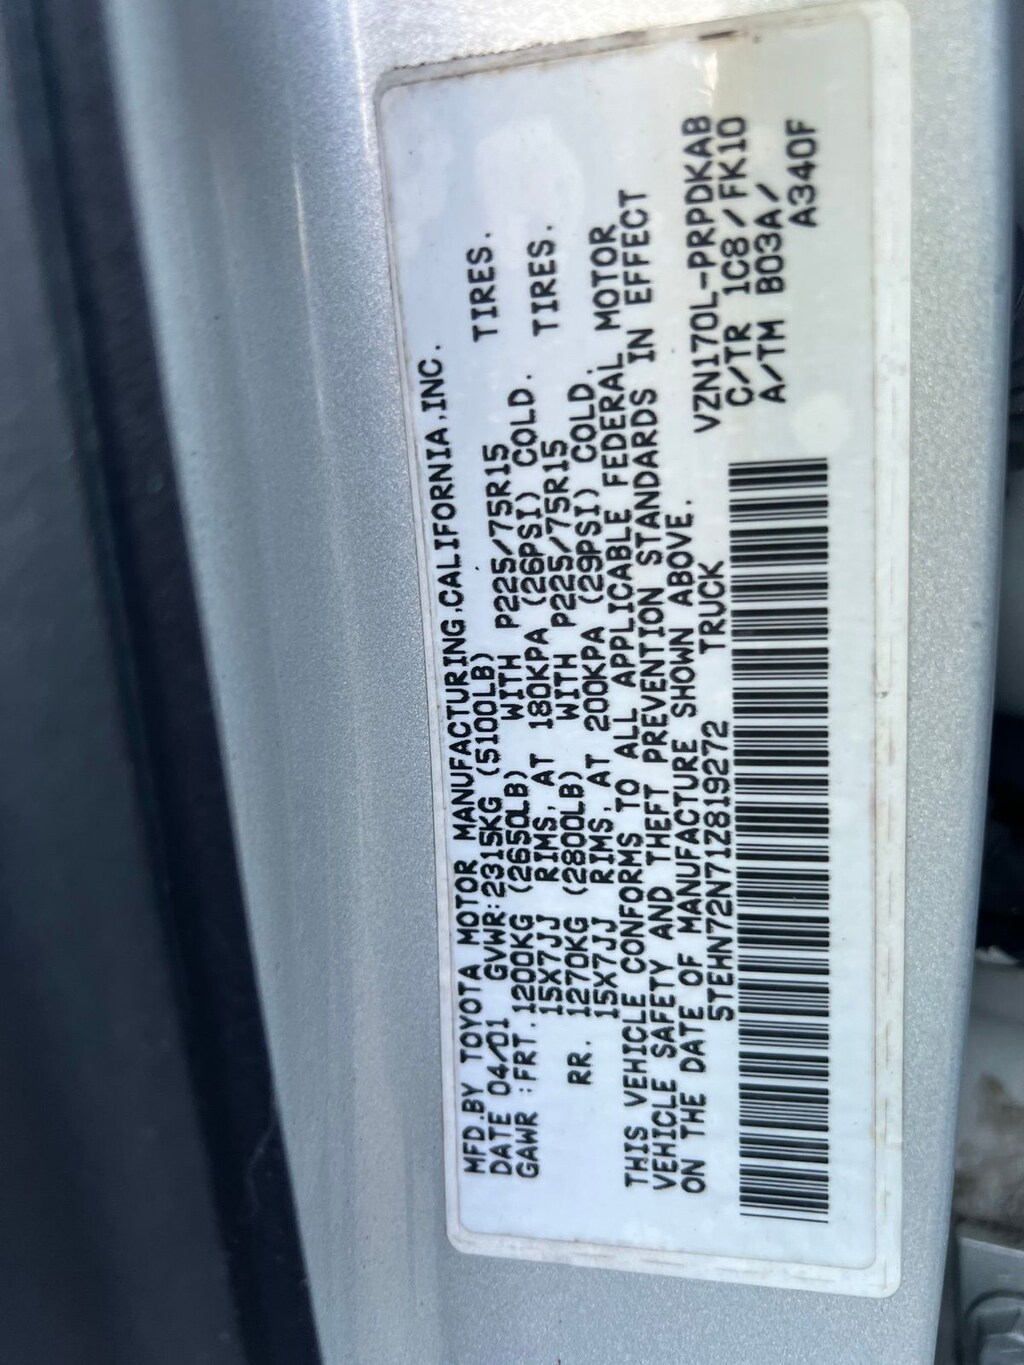 MFD.BY TOYOTA MOTOR MANUFACTURING,CALIFORNIA,INC.
DATE 04/01 GVWR:2315KG (5100LB)
GAWR :FRT.1200KG (2650LB) WITH P225/75R15 TIRES.
15X7JJ RIMS, AT 180KPA (26PSI) COLD.
RR. 1270KG (2800LB) WITH P225/75R15 TIRES.
15X7JJ RIMS, AT 200KPA (29PSI) COLD.
THIS VEHICLE CONFORMS TO ALL APPLICABLE FEDERAL MOTOR
VEHICLE SAFETY AND THEFT PREVENTION STANDARDS IN EFFECT
ON THE DATE OF MANUFACTURE SHOWN ABOVE.
5TEHN72N71Z819272 TRUCK
VZN170L-PRPDKAB
C/TR 1C8/FK10
A/TM B03A/
A340F